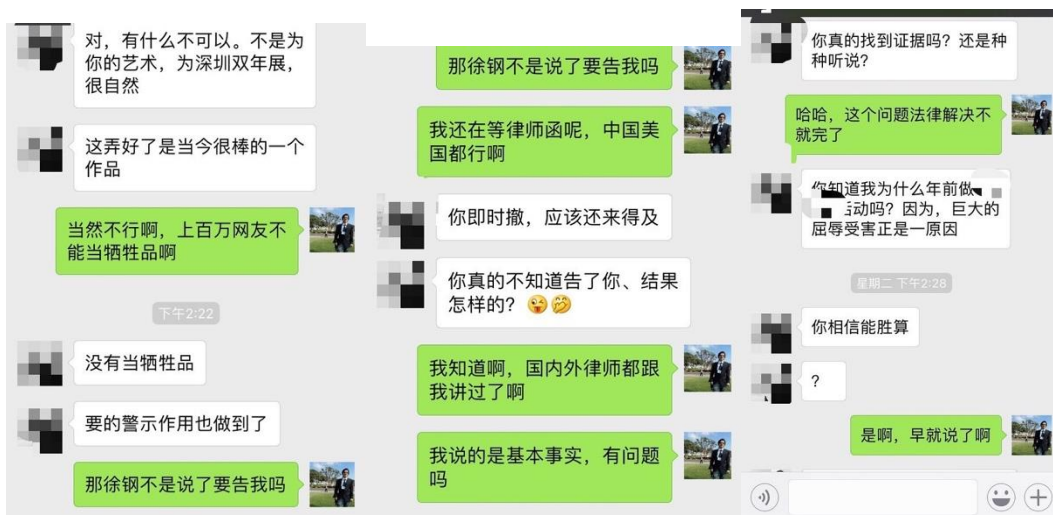 对，有什么不可以。不是为
你的艺术，为深圳双年展，
很自然
这弄好了是当今很棒的一个
作品
当然不行啊，上百万网友不
能当牺牲品啊
下午2:22
没有当牺牲品
要的警示作用也做到了
那徐钢不是说了要告我吗
那徐钢不是说了要告我吗
我还在等律师函呢，中国美
国都行啊
你即时撤，应该还来得及
你真的不知道告了你、结果
怎样的？😜🤭
我知道啊，国内外律师都跟
我讲过了啊
我说的是基本事实，有问题
吗
你真的找到证据吗？还是种
种听说？
哈哈，这个问题法律解决不
就完了
你知道我为什么年前做
活动吗？因为，巨大的
屈辱受害正是一原因
星期二 下午2:28
你相信能胜算
？
是啊，早就说了啊